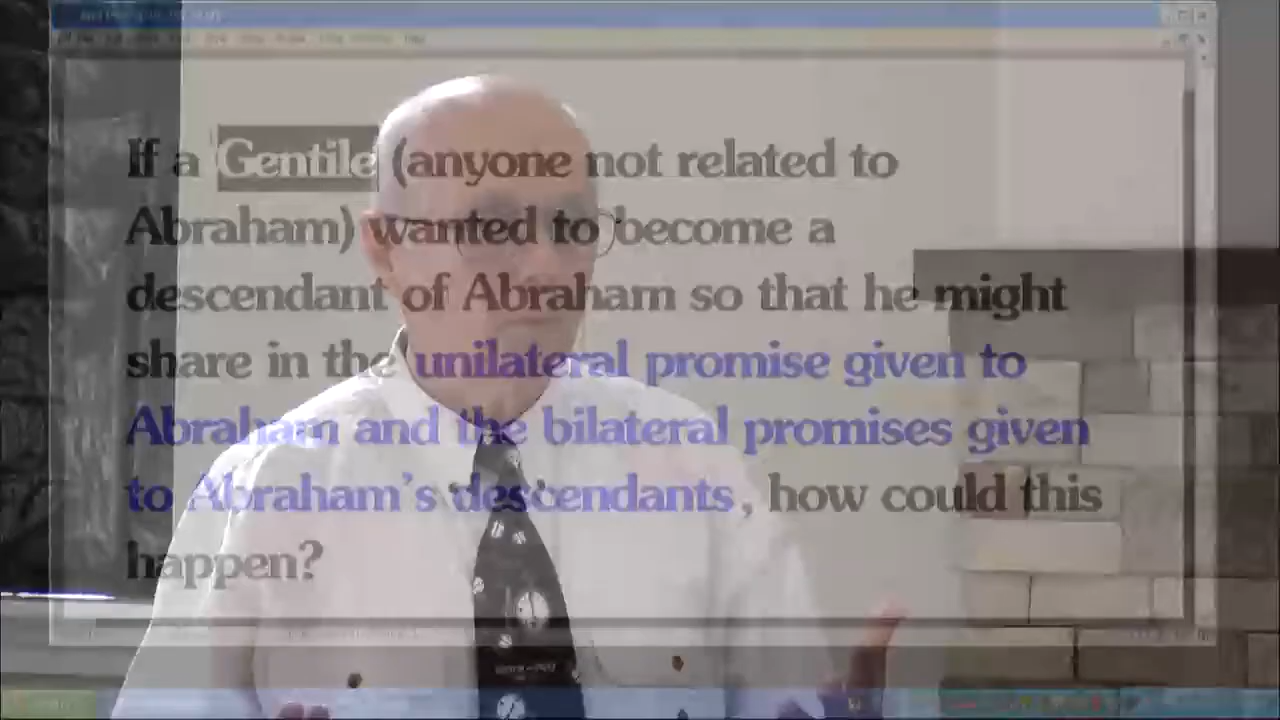 If a Gentile (anyone not related to
Abraham) wanted to become a
descendant of Abraham so that he might
share in the unilateral promise given to
Abraham and the bilateral promises given
to Abraham's descendants, how could this
happen?